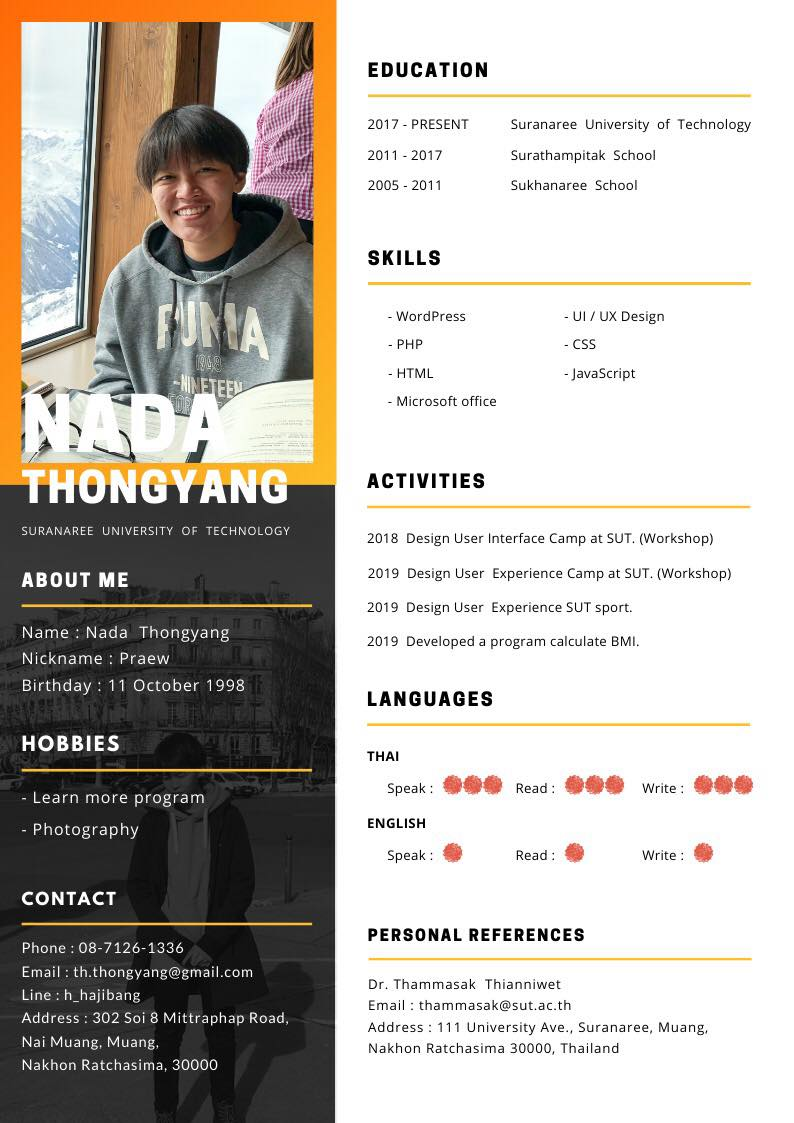 PUMA
1948
-NINETEEN
NADA
THONGYANG
SURANAREE UNIVERSITY OF TECHNOLOGY
ABOUT ME
Name : Nada Thongyang
Nickname : Praew
Birthday : 11 October 1998
HOBBIES
- Learn more program
- Photography
CONTACT
Phone : 08-7126-1336
Email : th.thongyang@gmail.com
Line : h_hajibang
Address : 302 Soi 8 Mittraphap Road,
Nai Muang, Muang,
Nakhon Ratchasima, 30000
EDUCATION
2017 - PRESENT Suranaree University of Technology
2011 - 2017 Surathampitak School
2005 - 2011 Sukhanaree School
SKILLS
- WordPress - UI / UX Design
- PHP - CSS
- HTML - JavaScript
- Microsoft office
ACTIVITIES
2018 Design User Interface Camp at SUT. (Workshop)
2019 Design User Experience Camp at SUT. (Workshop)
2019 Design User Experience SUT sport.
2019 Developed a program calculate BMI.
LANGUAGES
THAI
Speak : Read : Write :
ENGLISH
Speak : Read : Write :
PERSONAL REFERENCES
Dr. Thammasak Thianniwet
Email : thammasak@sut.ac.th
Address : 111 University Ave., Suranaree, Muang,
Nakhon Ratchasima 30000, Thailand